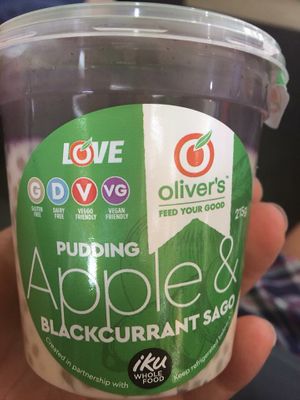 LOVE
oliver's™
FEED YOUR GOOD
G D V VG
GLUTEN FREE
DAIRY FREE
VEGGO FRIENDLY
VEGAN FRIENDLY
215g
PUDDING
Apple &
BLACKCURRANT SAGO
Created in partnership with
iku
WHOLE FOOD
Keep refrigerated